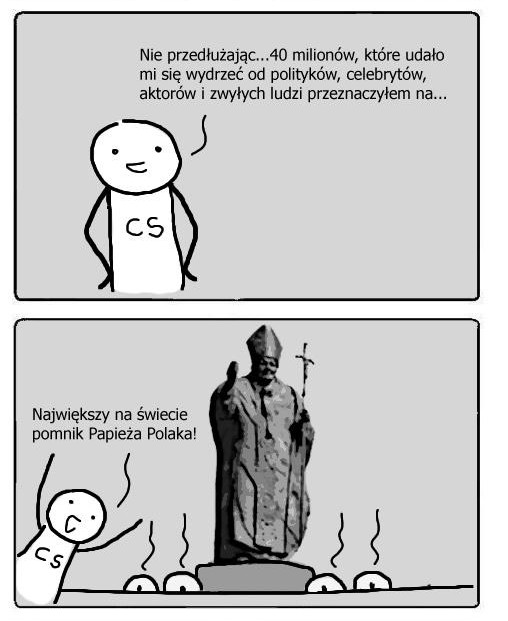 Nie przedłużając...40 milionów, które udało
mi się wydrzeć od polityków, celebrytów,
aktorów i zwyłych ludzi przeznaczyłem na...
CS
Największy na świecie
pomnik Papieża Polaka!
CS